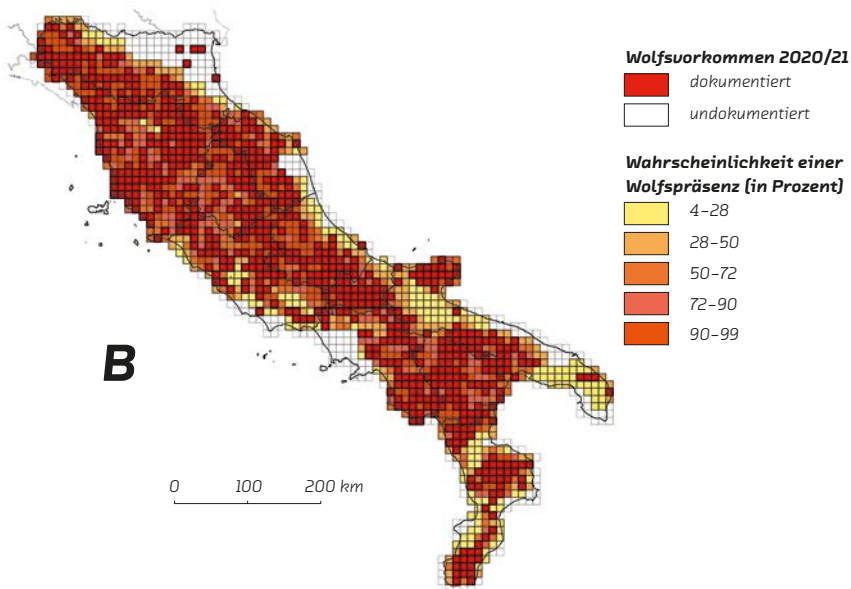 Wolfsvorkommen 2020/21
dokumentiert
undokumentiert
Wahrscheinlichkeit einer
Wolfspräsenz (in Prozent)
4–28
28–50
50–72
72–90
90–99
B
0 100 200 km